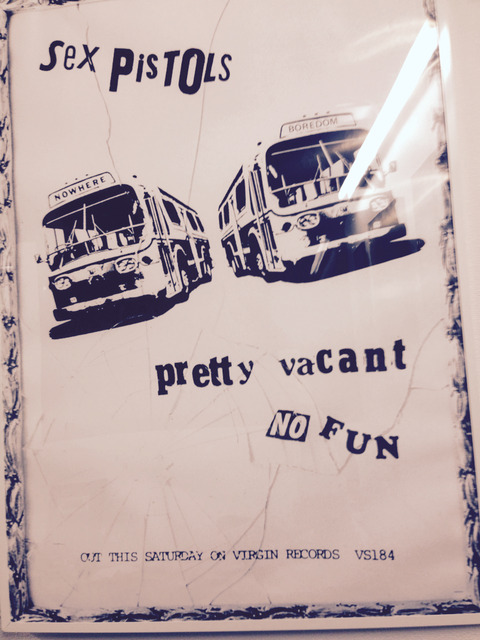 sex PisTOLs
BOREDOM
NOWHERE
pretty vacant
NO FUN
OUT THIS SATURDAY ON VIRGIN RECORDS VS184